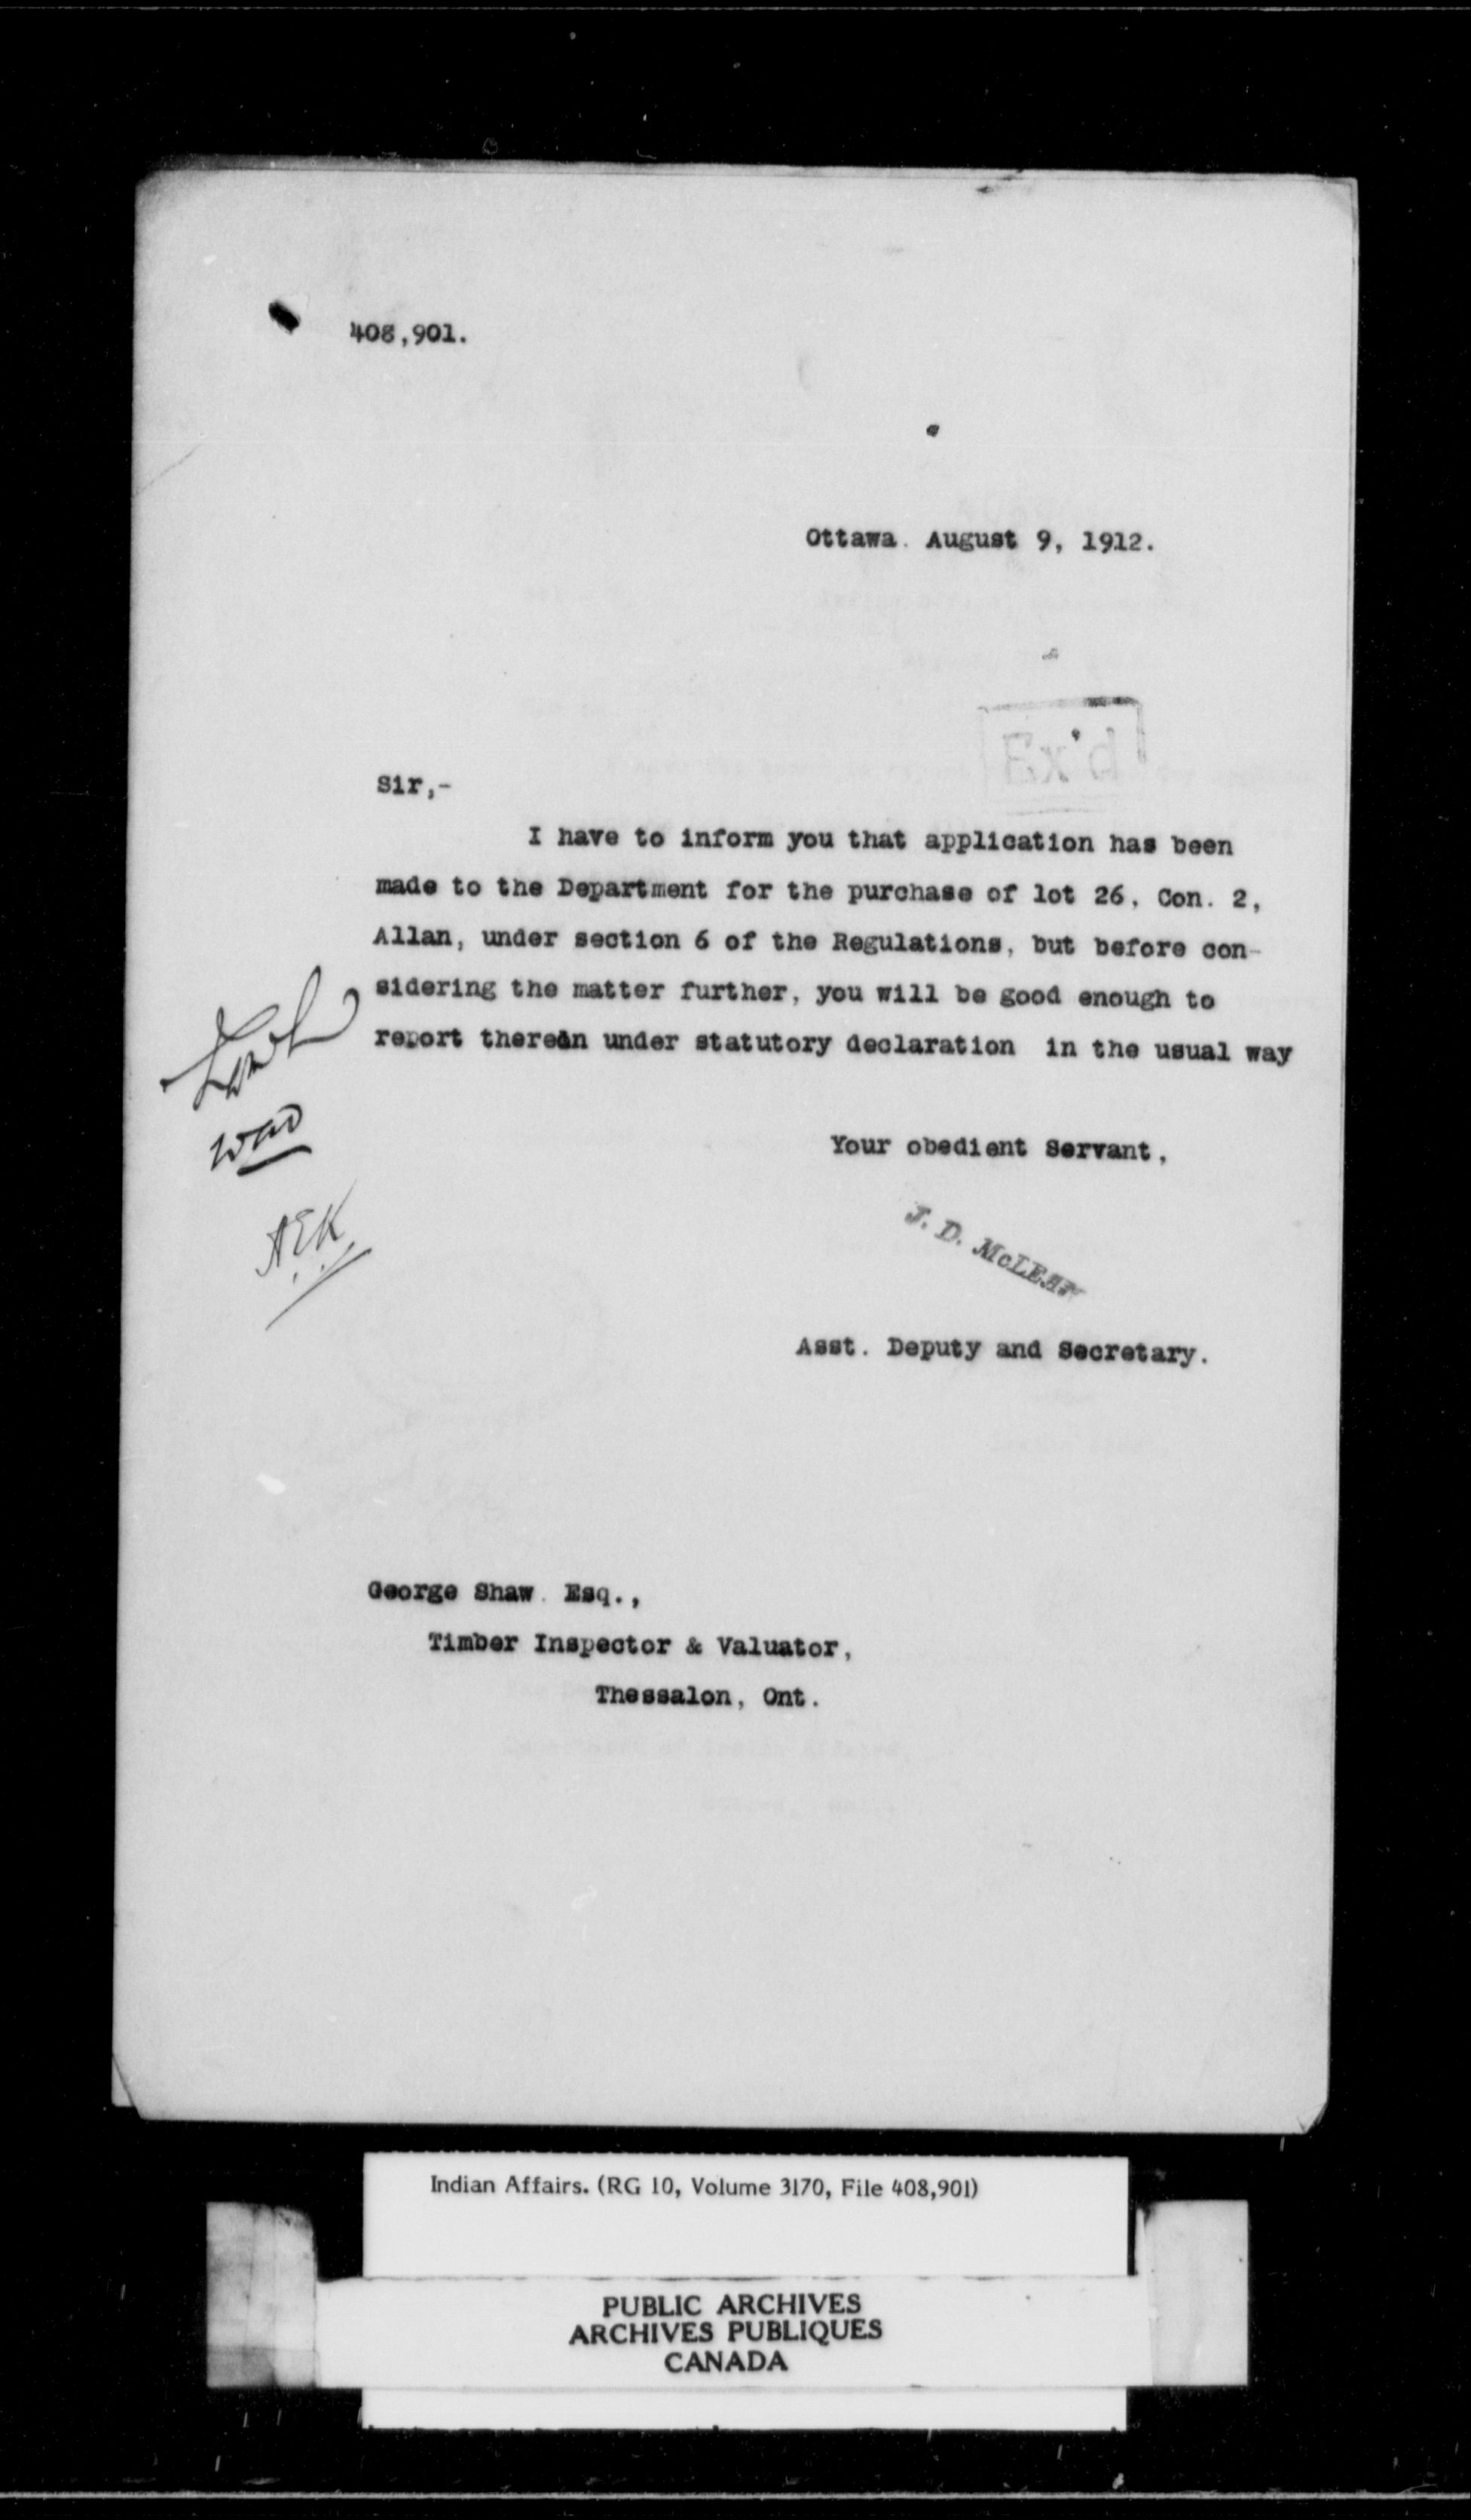 408,901.
Ottawa. August 9, 1912.
Sir,-
I have to inform you that application has been
made to the Department for the purchase of lot 26, Con. 2,
Allan, under section 6 of the Regulations, but before con-
sidering the matter further, you will be good enough to
report thereon under statutory declaration in the usual way
AEK
Your obedient Servant,
J. D. McLEAN
Asst. Deputy and Secretary.
George Shaw. Esq.,
Timber Inspector & Valuator,
Thessalon, Ont.
Indian Affairs. (RG 10, Volume 3170, File 408,901)
PUBLIC ARCHIVES
ARCHIVES PUBLIQUES
CANADA